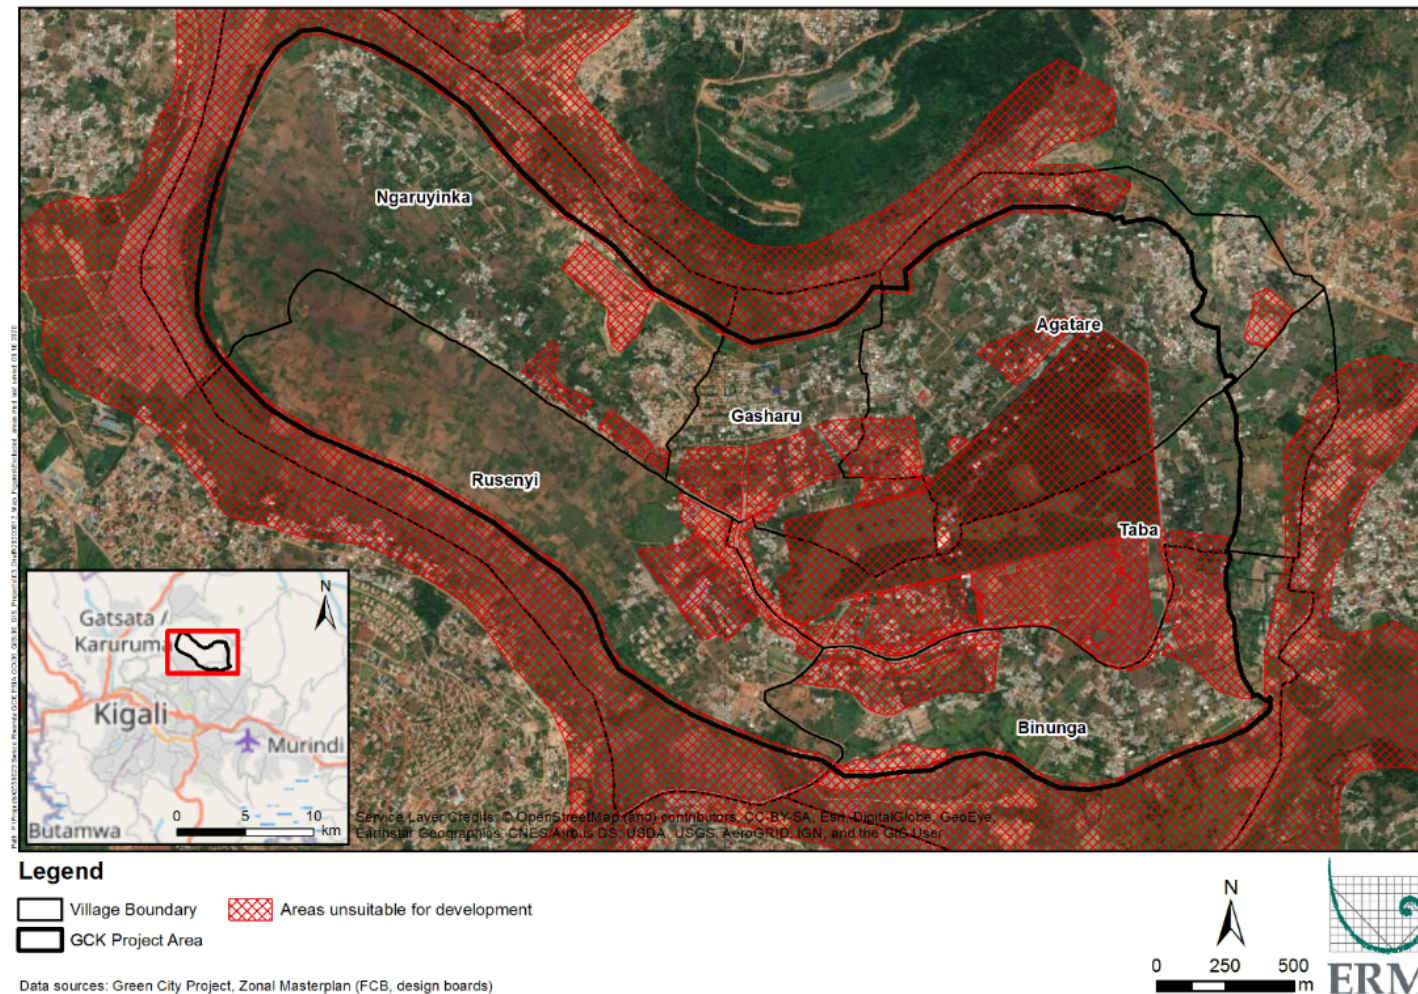 Ngaruyinka
Agatare
Gasharu
Rusenyi
Taba
Binunga
N
Gatsata /
Karuruma
Kigali
Murindi
Butamwa
0 5 10
km
Service Layer Credits: © OpenStreetMap (and) contributors, CC-BY-SA, Esri, DigitalGlobe, GeoEye,
Earthstar Geographics, CNES/Airbus DS, USDA, USGS, AeroGRID, IGN, and the GIS User
Legend
Village Boundary
Areas unsuitable for development
GCK Project Area
Data sources: Green City Project, Zonal Masterplan (FCB, design boards)
N
0 250 500
m
ERM